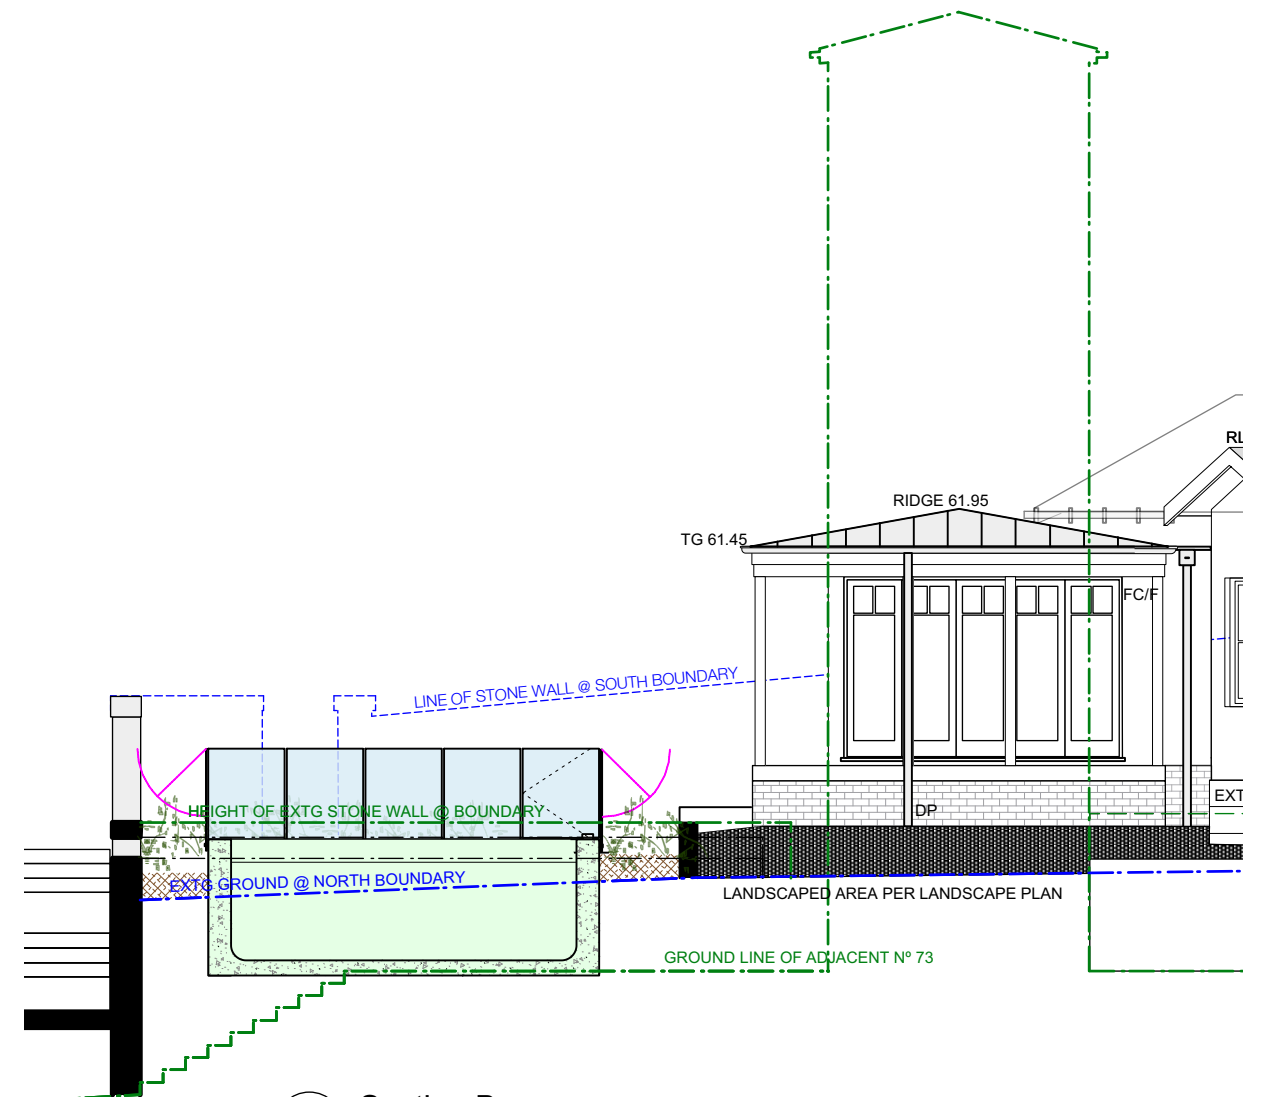 RL
RIDGE 61.95
TG 61.45
FC/F
LINE OF STONE WALL @ SOUTH BOUNDARY
EXT
HEIGHT OF EXTG STONE WALL @ BOUNDARY
DP
EXTG GROUND @ NORTH BOUNDARY
LANDSCAPED AREA PER LANDSCAPE PLAN
GROUND LINE OF ADJACENT Nº 73